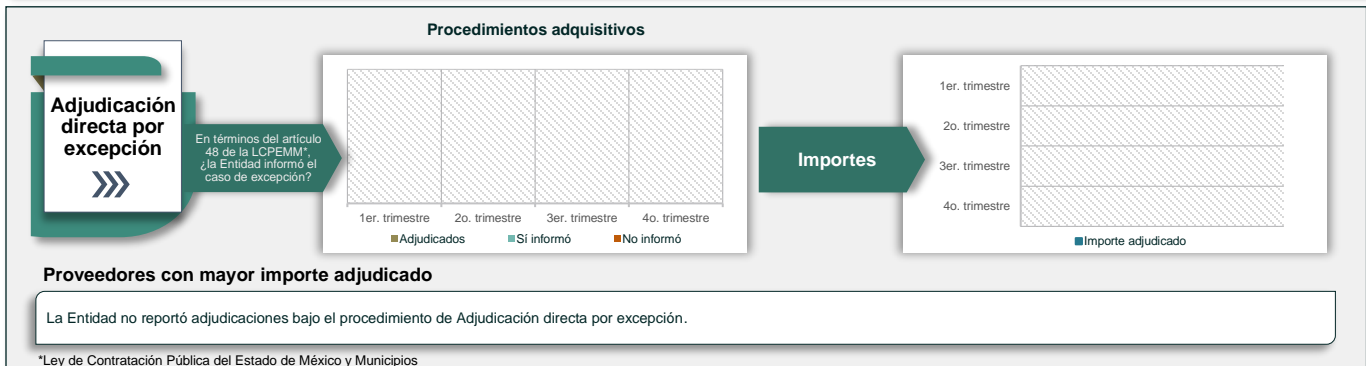 Procedimientos adquisitivos
Adjudicación
directa por
excepción
En términos del artículo
48 de la LCPEMM*,
¿la Entidad informó el
caso de excepción?
1er. trimestre 2o. trimestre 3er. trimestre 4o. trimestre
Adjudicados Sí informó No informó
Importes
1er. trimestre
2o. trimestre
3er. trimestre
4o. trimestre
Importe adjudicado
Proveedores con mayor importe adjudicado
La Entidad no reportó adjudicaciones bajo el procedimiento de Adjudicación directa por excepción.
*Ley de Contratación Pública del Estado de México y Municipios